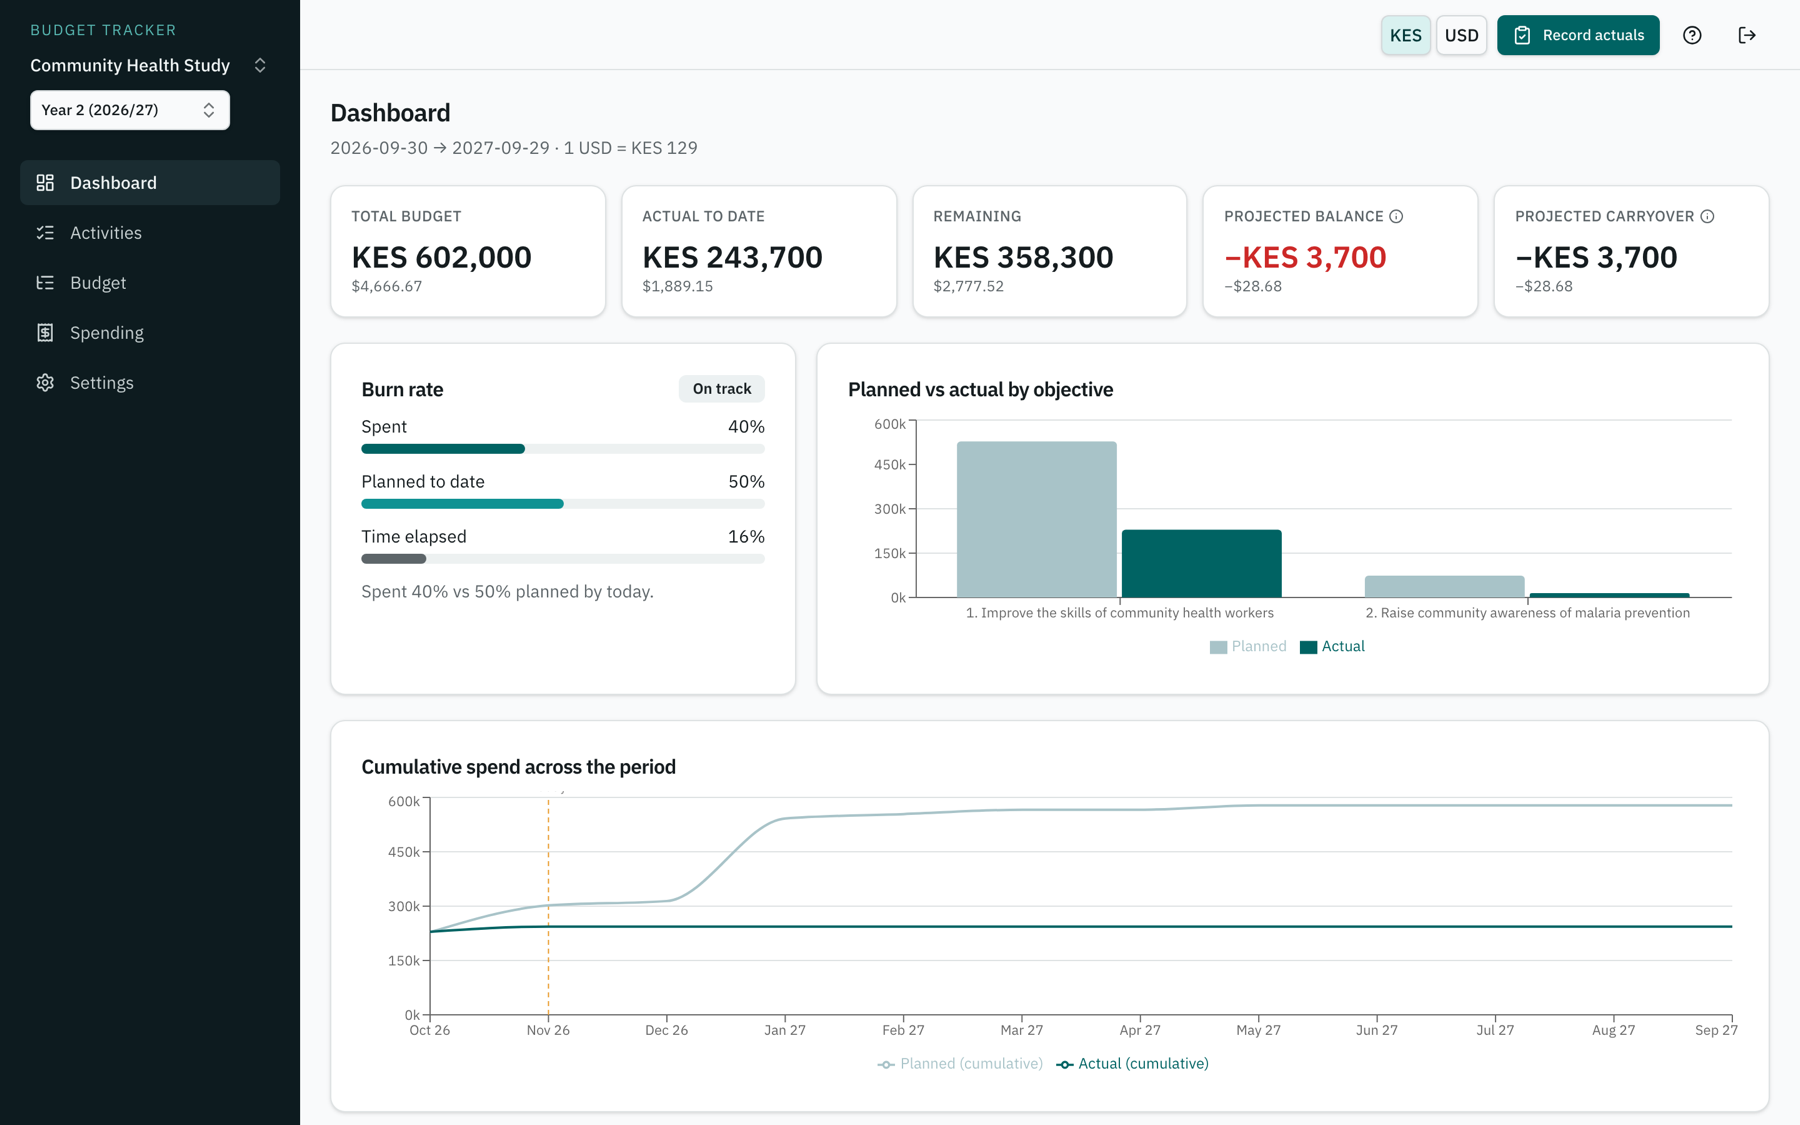 BUDGET TRACKER
Community Health Study
Year 2 (2026/27)
Dashboard
Activities
Budget
Spending
Settings
KES
USD
Record actuals
Dashboard
2026-09-30 → 2027-09-29 · 1 USD = KES 129
TOTAL BUDGET
KES 602,000
$4,666.67
ACTUAL TO DATE
KES 243,700
$1,889.15
REMAINING
KES 358,300
$2,777.52
PROJECTED BALANCE
−KES 3,700
−$28.68
PROJECTED CARRYOVER
−KES 3,700
−$28.68
Burn rate
On track
Spent 40%
Planned to date 50%
Time elapsed 16%
Spent 40% vs 50% planned by today.
Planned vs actual by objective
600k
450k
300k
150k
0k
1. Improve the skills of community health workers
2. Raise community awareness of malaria prevention
Planned Actual
Cumulative spend across the period
600k
450k
300k
150k
0k
Oct 26 Nov 26 Dec 26 Jan 27 Feb 27 Mar 27 Apr 27 May 27 Jun 27 Jul 27 Aug 27 Sep 27
Planned (cumulative) Actual (cumulative)